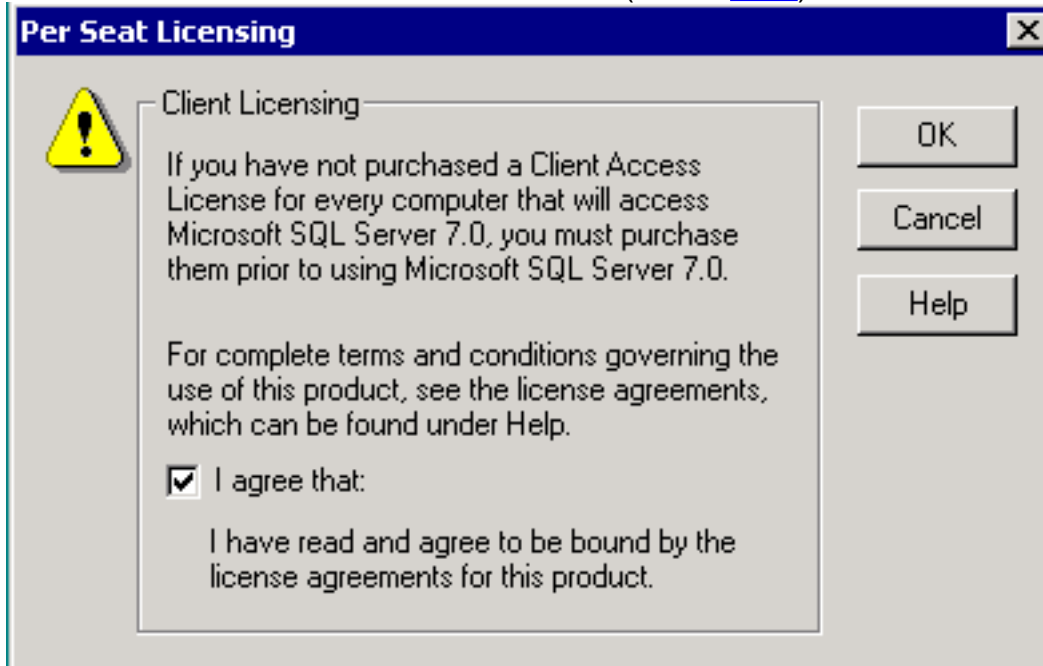 Per Seat Licensing
Client Licensing
If you have not purchased a Client Access
License for every computer that will access
Microsoft SQL Server 7.0, you must purchase
them prior to using Microsoft SQL Server 7.0.
For complete terms and conditions governing the
use of this product, see the license agreements,
which can be found under Help.
I agree that:
I have read and agree to be bound by the
license agreements for this product.
OK
Cancel
Help